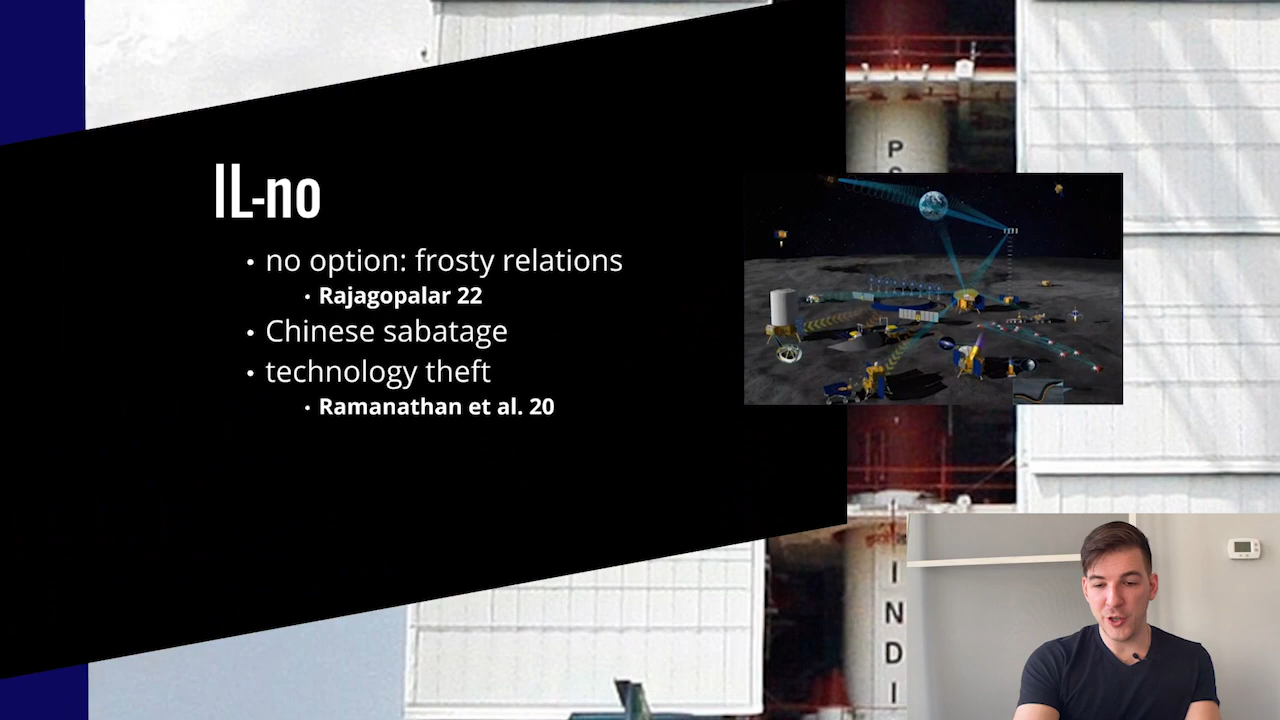 IL-no
• no option: frosty relations
• Rajagopalar 22
• Chinese sabatage
• technology theft
• Ramanathan et al. 20
P
S
I
N
D
I